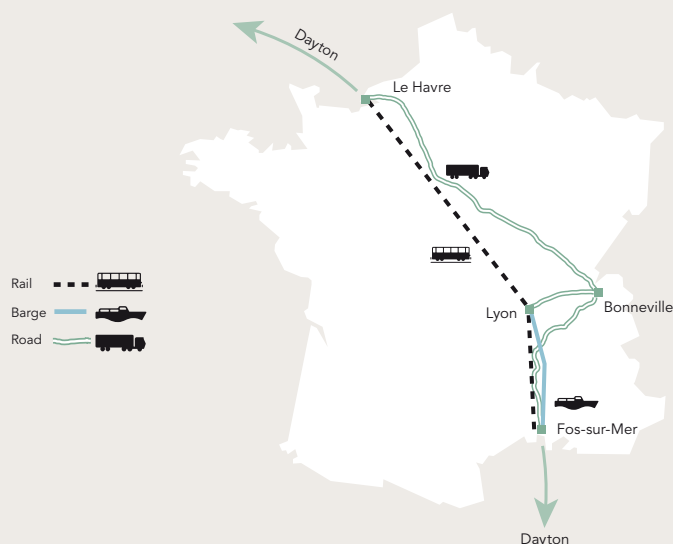 Dayton
Le Havre
Rail
Barge
Road
Lyon
Bonneville
Fos-sur-Mer
Dayton